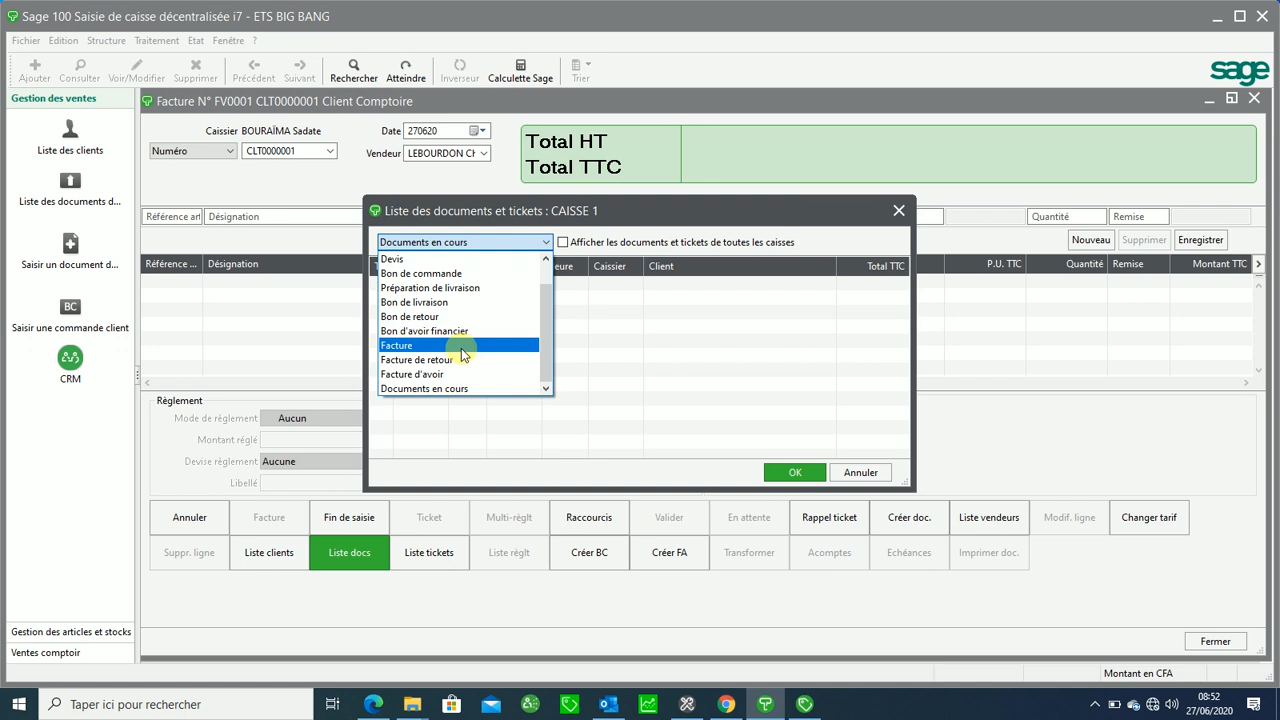 Sage 100 Saisie de caisse décentralisée i7 - ETS BIG BANG
Fichier Edition Structure Traitement Etat Fenêtre ?
Ajouter Consulter Voir/Modifier Supprimer Précédent Suivant Rechercher Atteindre Inverseur Calculette Sage Trier
sage
Gestion des ventes
Liste des clients
Liste des documents d...
Saisir un document d...
BC
Saisir une commande client
CRM
Gestion des articles et stocks
Ventes comptoir
Facture N° FV0001 CLT0000001 Client Comptoire
Caissier BOURAÏMA Sadate Date 270620
Numéro CLT0000001 Vendeur LEBOURDON
Total HT
Total TTC
Référence Désignation Quantité Remise
Nouveau Supprimer Enregistrer
Référence ... Désignation P.U. TTC Quantité Remise Montant TTC
Liste des documents et tickets : CAISSE 1
Documents en cours Afficher les documents et tickets de toutes les caisses
Caissier Client Total TTC
Devis
Bon de commande
Préparation de livraison
Bon de livraison
Bon de retour
Bon d'avoir financier
Facture
Facture de retour
Facture d'avoir
Documents en cours
OK Annuler
Règlement
Mode de règlement Aucun
Montant réglé
Devise règlement Aucune
Libellé
Annuler Facture Fin de saisie Ticket Multi-règlt Raccourcis Valider En attente Rappel ticket Créer doc. Liste vendeurs Modif. ligne Changer tarif
Suppr. ligne Liste clients Liste docs Liste tickets Liste règlt Créer BC Créer FA Transformer Acomptes Echéances Imprimer doc.
Fermer
Montant en CFA
Taper ici pour rechercher
08:52
27/06/2020